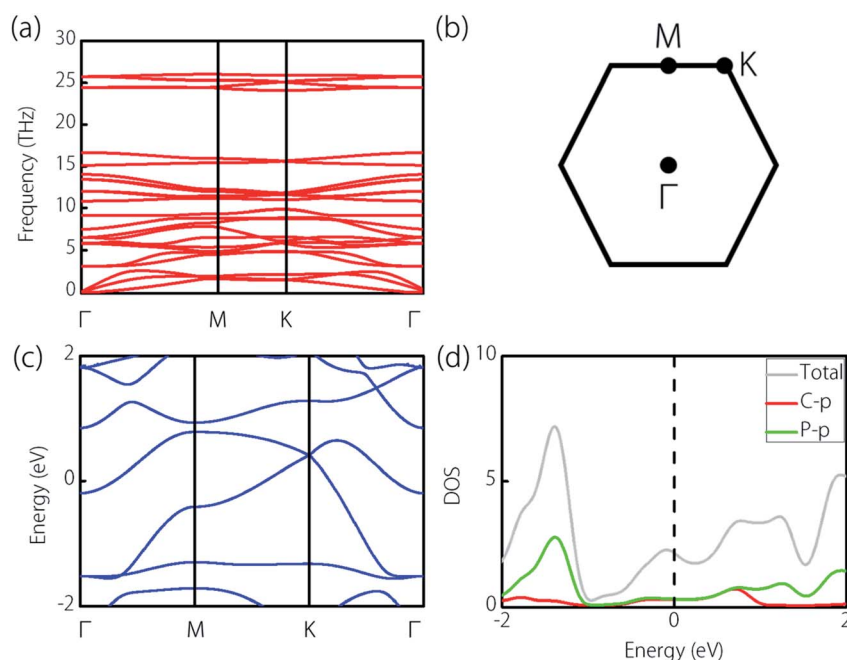 (a)
30
25
20
15
10
5
0
Frequency (THz)
Γ M K Γ
(b)
M
K
Γ
(c)
2
0
-2
Energy (eV)
Γ M K Γ
(d)
10
5
0
DOS
Total
C-p
P-p
-2 0 2
Energy (eV)